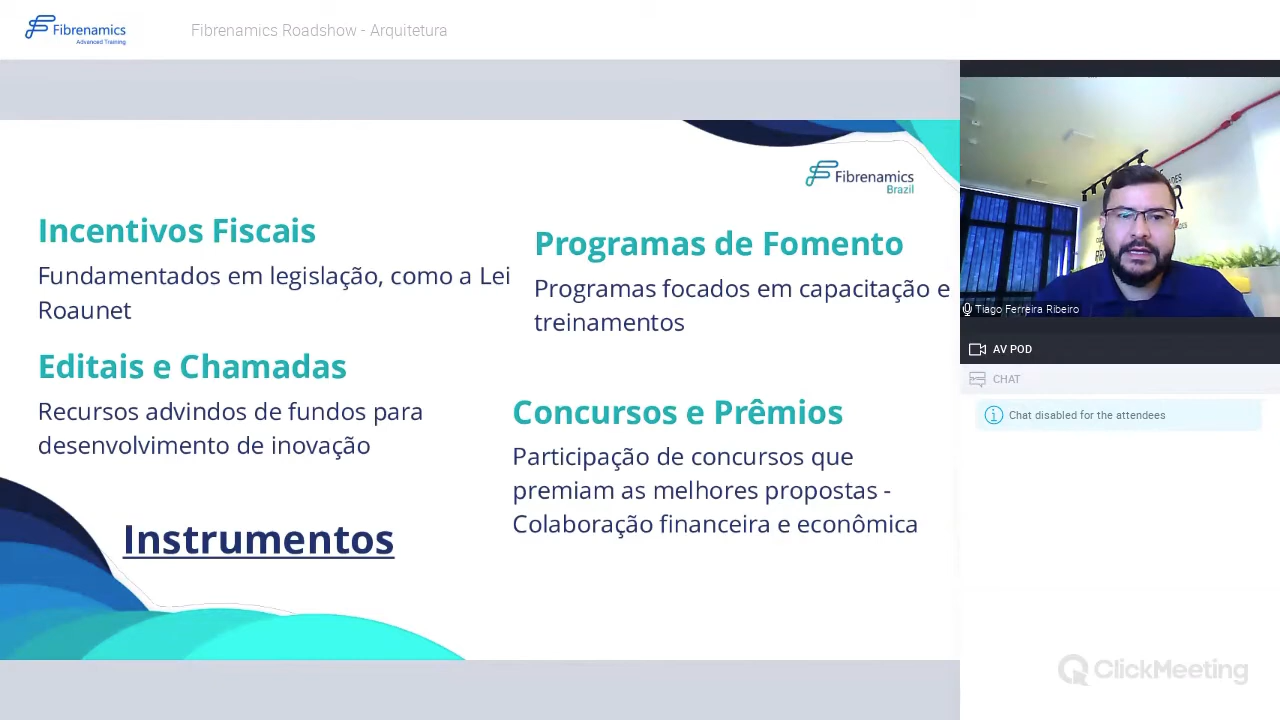 Fibrenamics
Advanced Training
Fibrenamics Roadshow - Arquitetura
Fibrenamics
Brazil
Incentivos Fiscais
Fundamentados em legislação, como a Lei
Roaunet
Editais e Chamadas
Recursos advindos de fundos para
desenvolvimento de inovação
Instrumentos
Programas de Fomento
Programas focados em capacitação e
treinamentos
Concursos e Prêmios
Participação de concursos que
premiam as melhores propostas -
Colaboração financeira e econômica
Tiago Ferreira Ribeiro
AV POD
CHAT
Chat disabled for the attendees
ClickMeeting